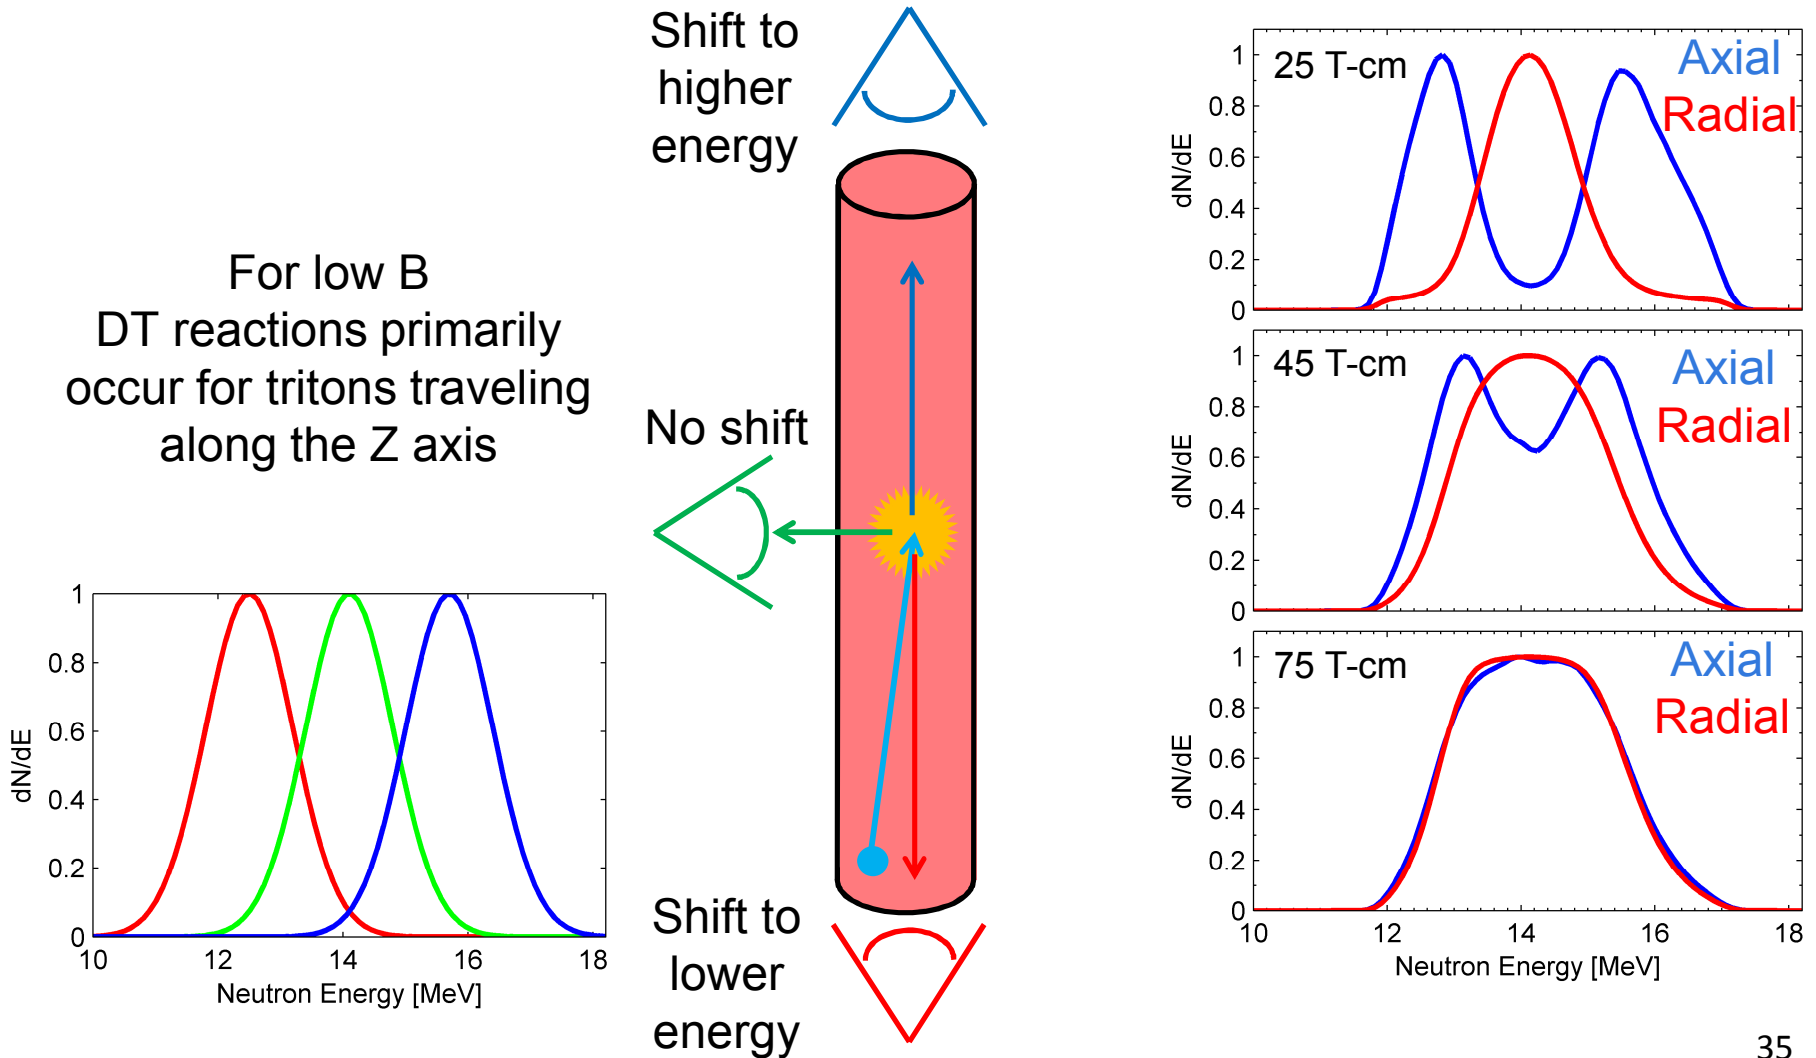 Shift to
higher
energy
For low B
DT reactions primarily
occur for tritons traveling
along the Z axis
No shift
Shift to
lower
energy
1
0.8
0.6
0.4
0.2
0
dN/dE
10
12
14
16
18
Neutron Energy [MeV]
25 T-cm
Axial
Radial
1
0.8
0.6
0.4
0.2
0
dN/dE
45 T-cm
Axial
Radial
1
0.8
0.6
0.4
0.2
0
dN/dE
75 T-cm
Axial
Radial
1
0.8
0.6
0.4
0.2
0
dN/dE
10
12
14
16
18
Neutron Energy [MeV]
35